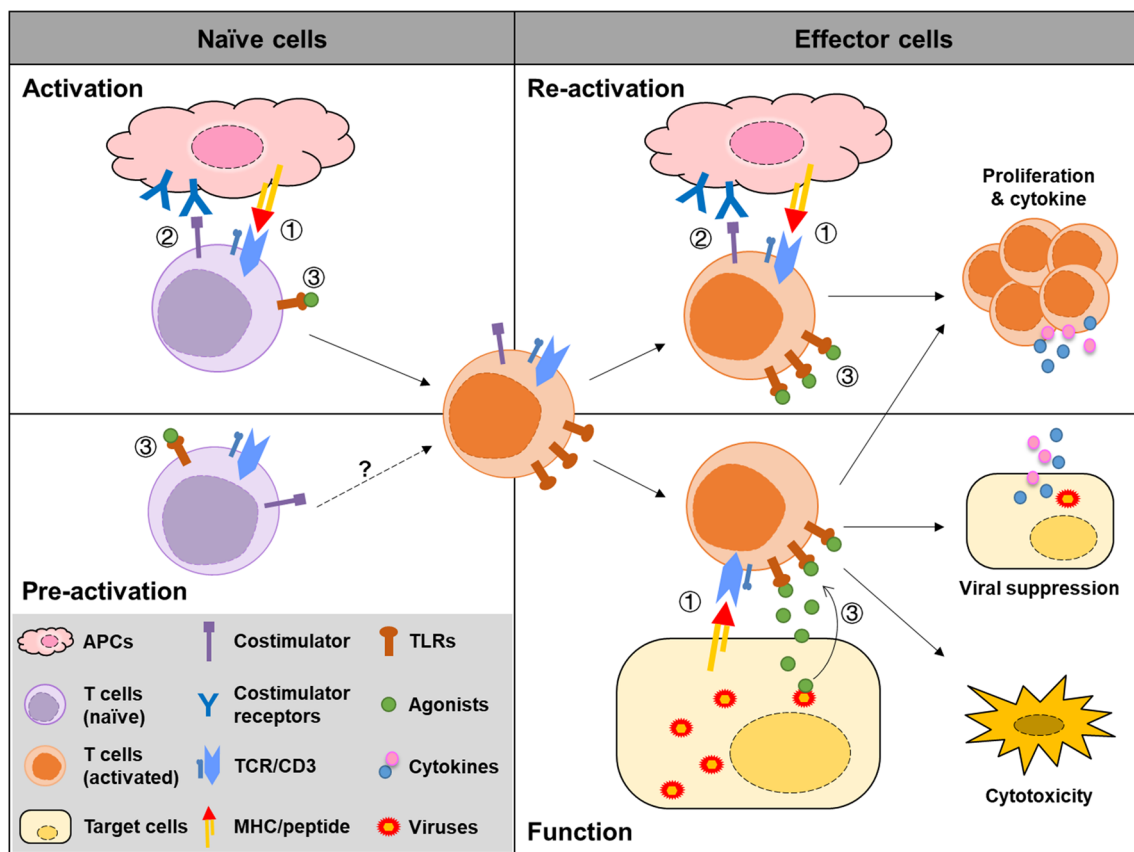 Naïve cells
Effector cells
Activation
②
①
③
Re-activation
②
①
③
Proliferation
& cytokine
③
?
Pre-activation
①
③
Viral suppression
Cytotoxicity
Function
APCs
Costimulator
TLRs
T cells
(naïve)
Costimulator
receptors
Agonists
T cells
(activated)
TCR/CD3
Cytokines
Target cells
MHC/peptide
Viruses